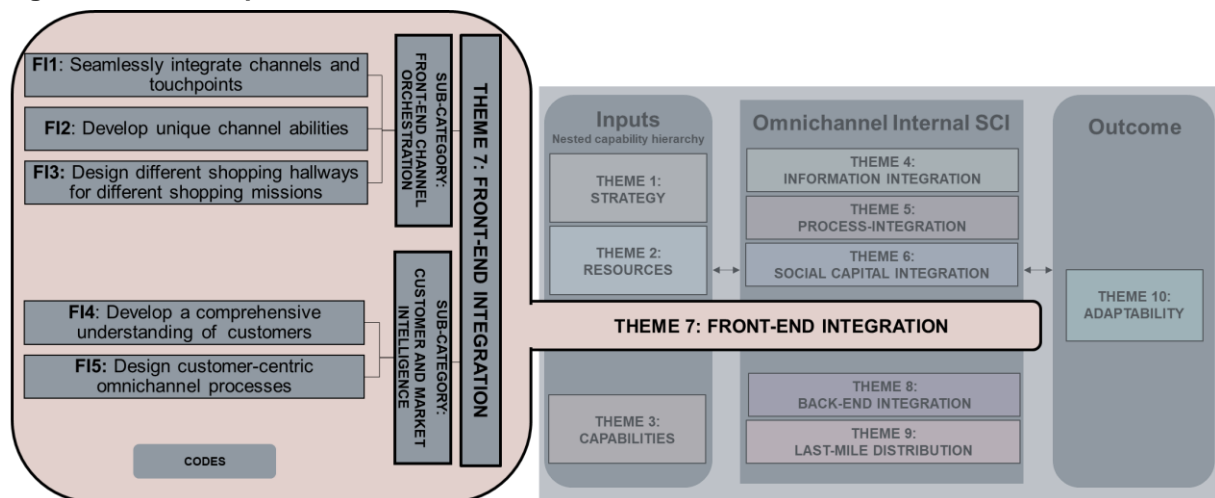 FI1: Seamlessly integrate channels and
touchpoints
FI2: Develop unique channel abilities
FI3: Design different shopping hallways
for different shopping missions
FI4: Develop a comprehensive
understanding of customers
FI5: Design customer-centric
omnichannel processes
CODES
SUB-CATEGORY:
FRONT-END CHANNEL
ORCHESTRATION
SUB-CATEGORY:
CUSTOMER AND MARKET
INTELLIGENCE
THEME 7: FRONT-END INTEGRATION
Inputs
Nested capability hierarchy
THEME 1:
STRATEGY
THEME 2:
RESOURCES
THEME 3:
CAPABILITIES
Omnichannel Internal SCI
THEME 4:
INFORMATION INTEGRATION
THEME 5:
PROCESS-INTEGRATION
THEME 6:
SOCIAL CAPITAL INTEGRATION
THEME 7: FRONT-END INTEGRATION
THEME 8:
BACK-END INTEGRATION
THEME 9:
LAST-MILE DISTRIBUTION
Outcome
THEME 10:
ADAPTABILITY